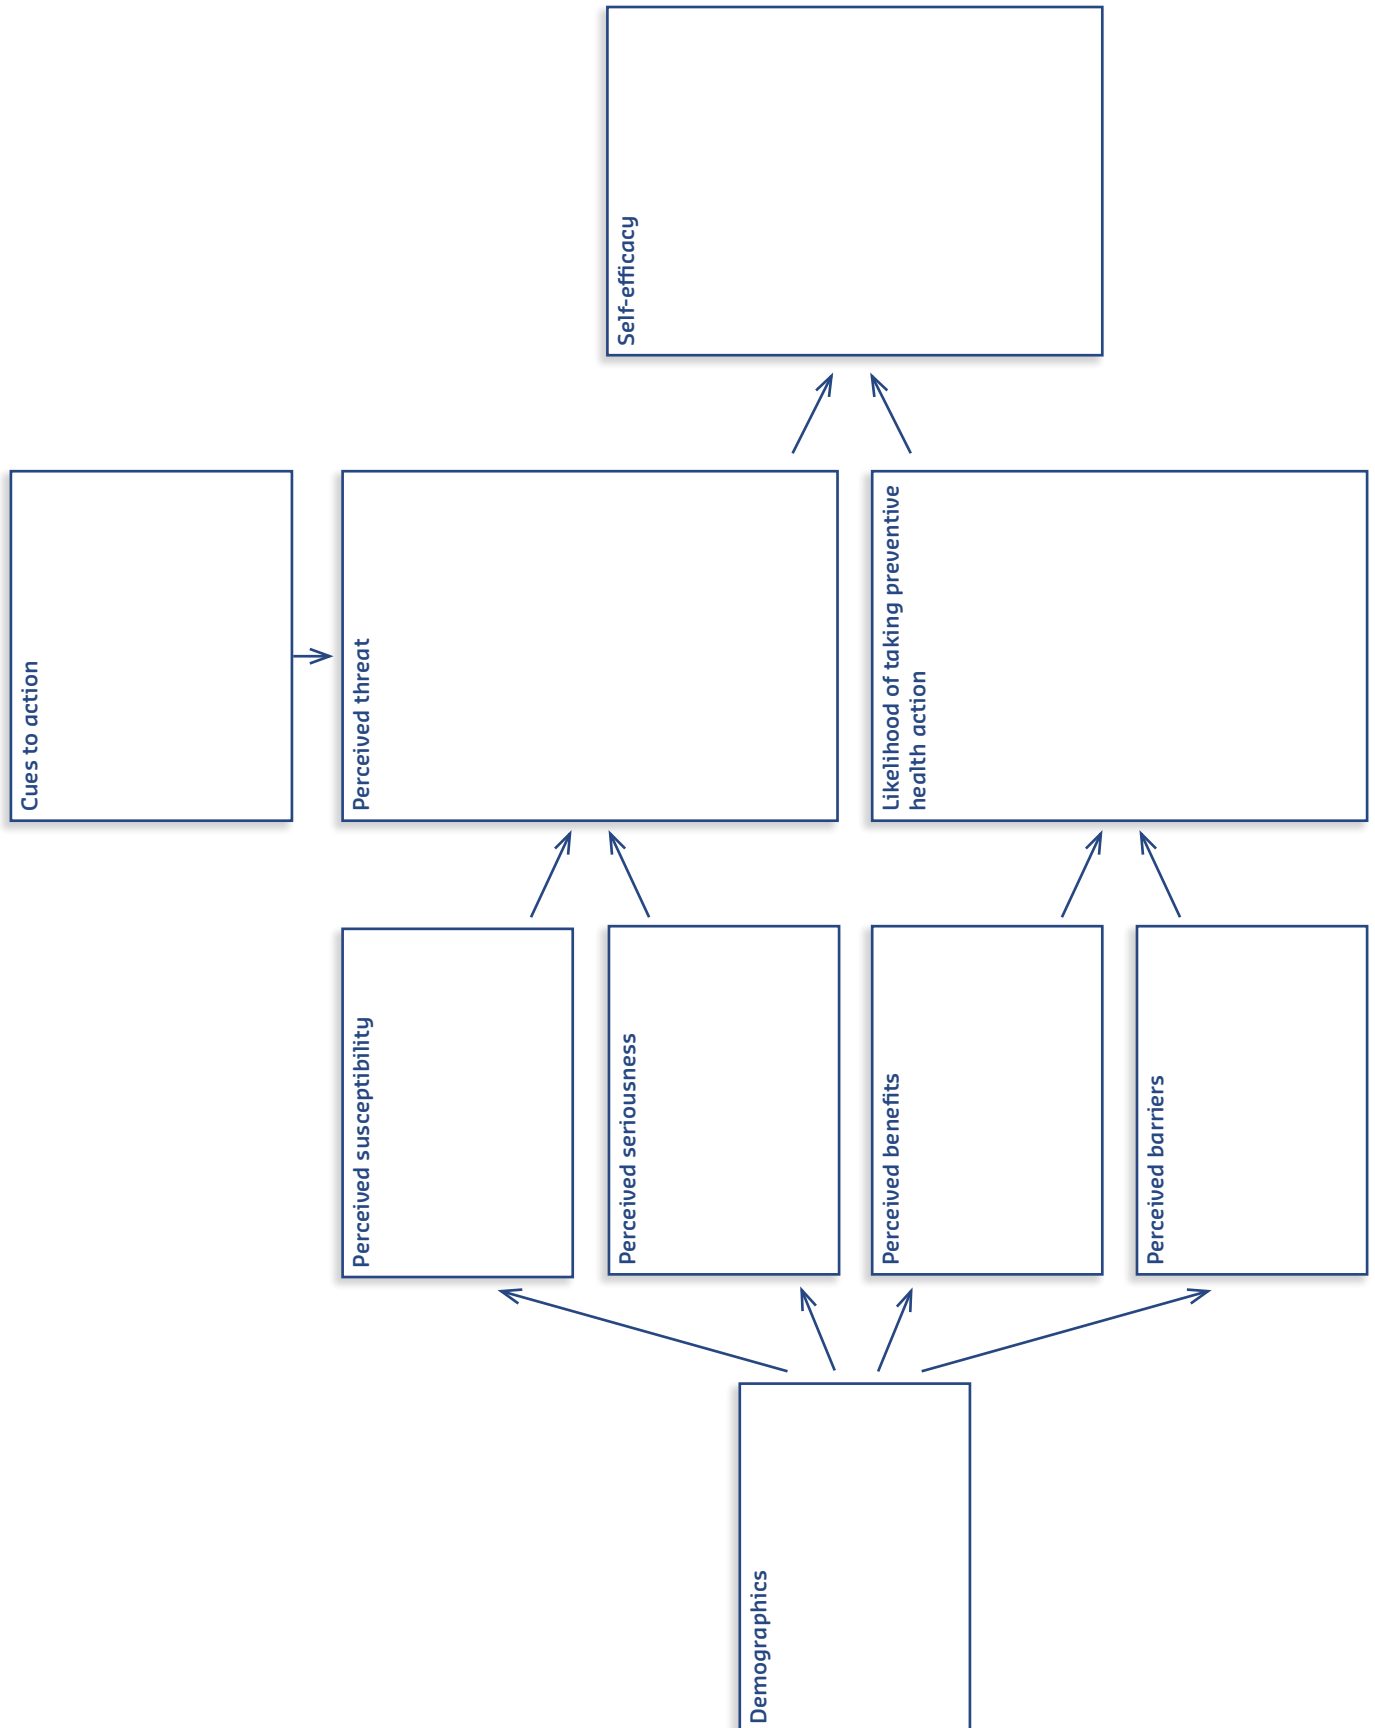 Demographics
Perceived susceptibility
Perceived seriousness
Perceived benefits
Perceived barriers
Cues to action
Perceived threat
Likelihood of taking preventive
health action
Self-efficacy